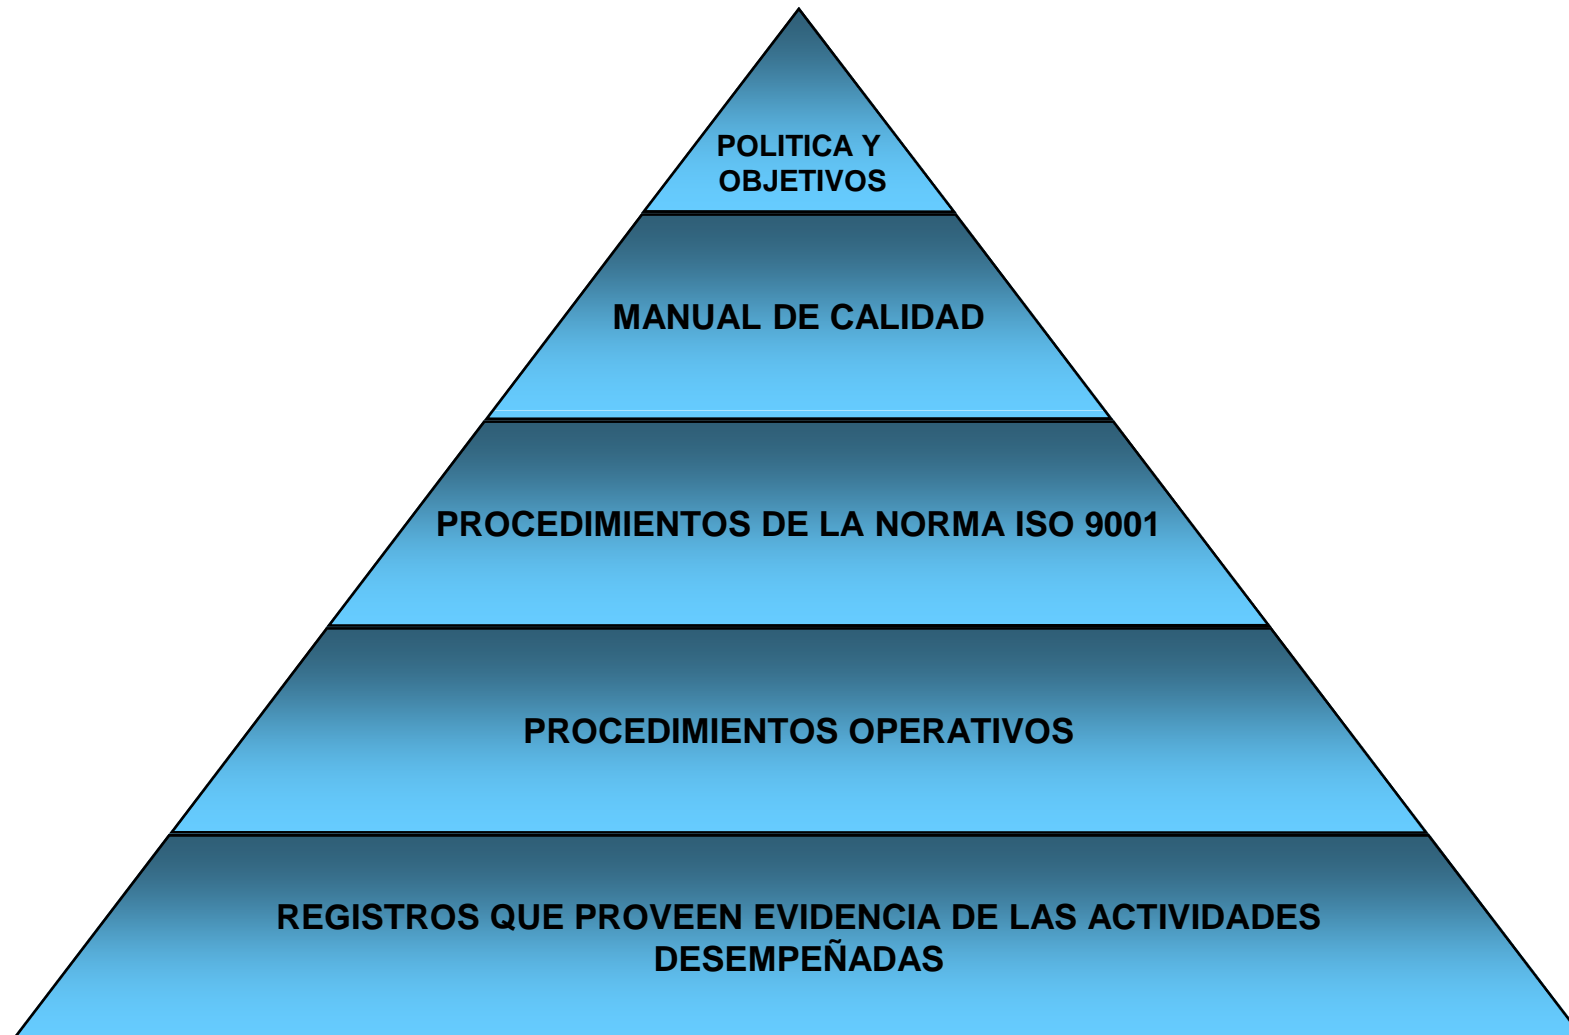 POLITICA Y
OBJETIVOS
MANUAL DE CALIDAD
PROCEDIMIENTOS DE LA NORMA ISO 9001
PROCEDIMIENTOS OPERATIVOS
REGISTROS QUE PROVEEN EVIDENCIA DE LAS ACTIVIDADES
DESEMPEÑADAS